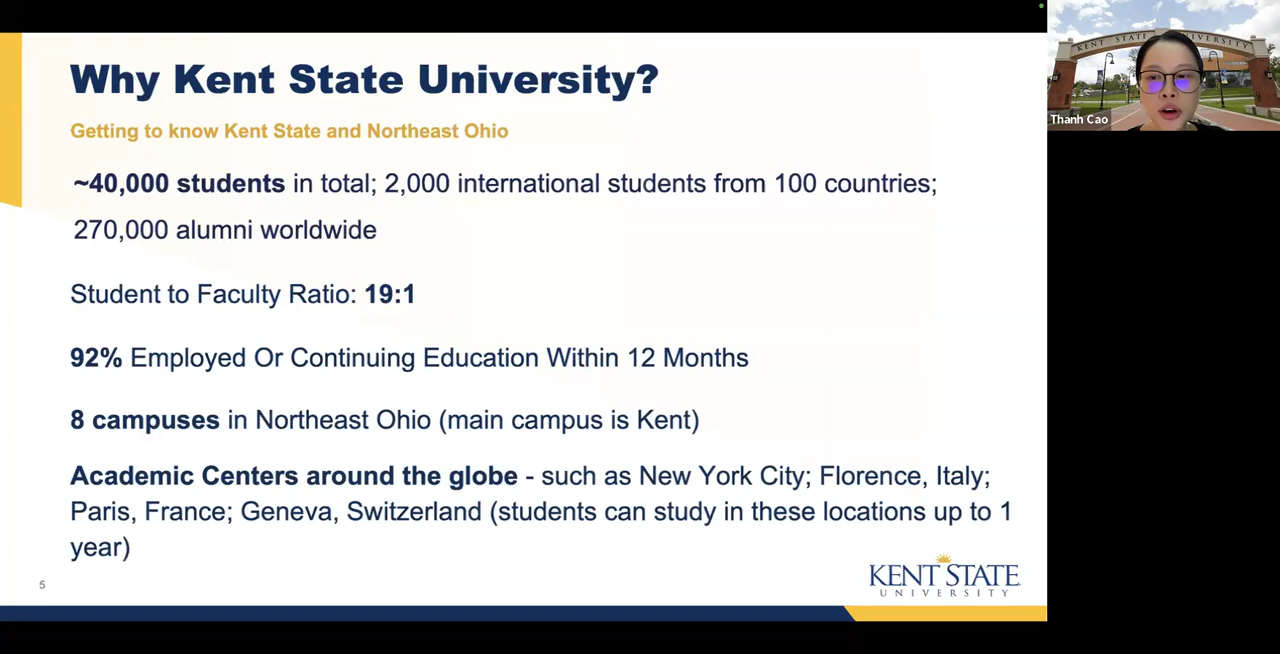 Why Kent State University?
Getting to know Kent State and Northeast Ohio
~40,000 students in total; 2,000 international students from 100 countries;
270,000 alumni worldwide
Student to Faculty Ratio: 19:1
92% Employed Or Continuing Education Within 12 Months
8 campuses in Northeast Ohio (main campus is Kent)
Academic Centers around the globe - such as New York City; Florence, Italy;
Paris, France; Geneva, Switzerland (students can study in these locations up to 1
year)
5
KENT STATE
UNIVERSITY
KENT STATE UNIVERSITY
Thanh Cao